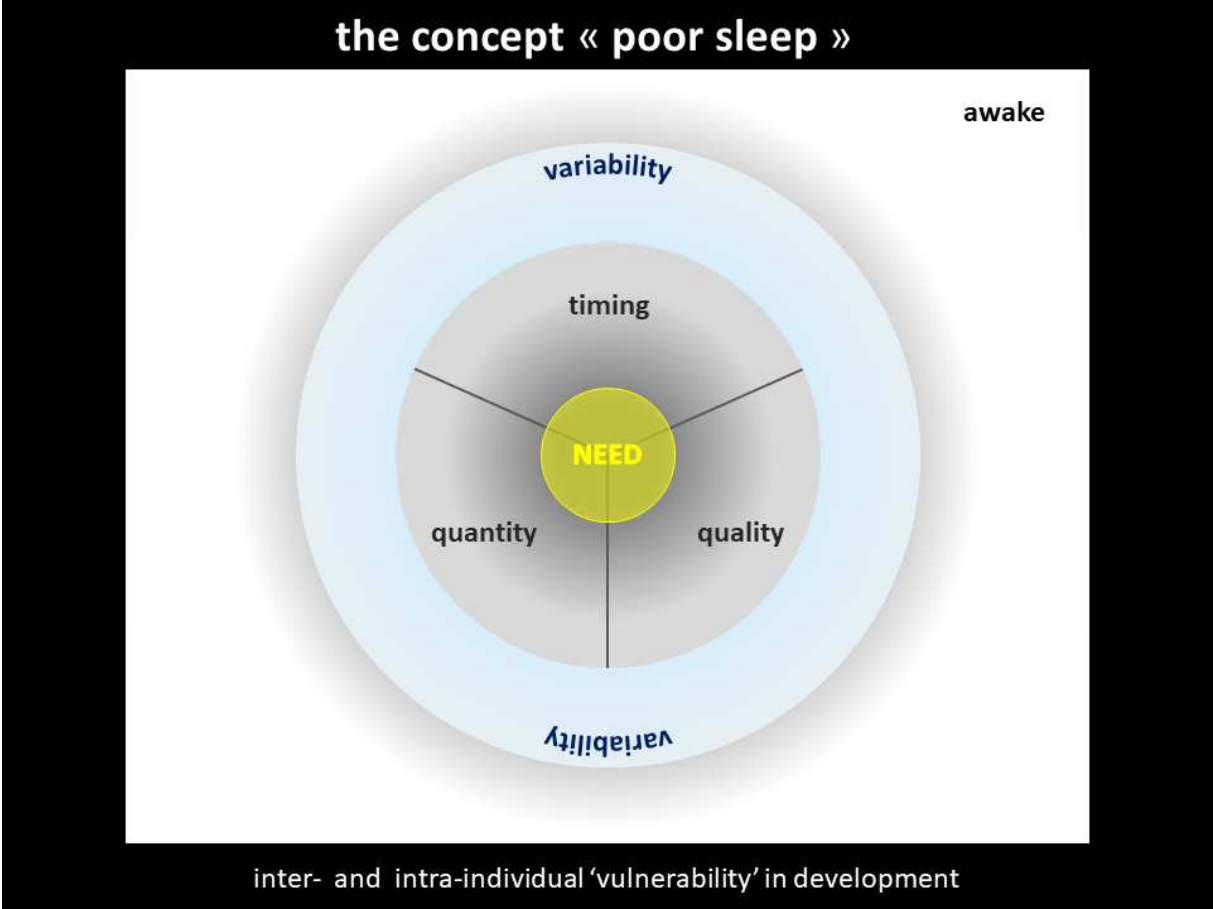 the concept « poor sleep »
awake
variability
timing
NEED
quantity
quality
variability
inter- and intra-individual ‘vulnerability’ in development